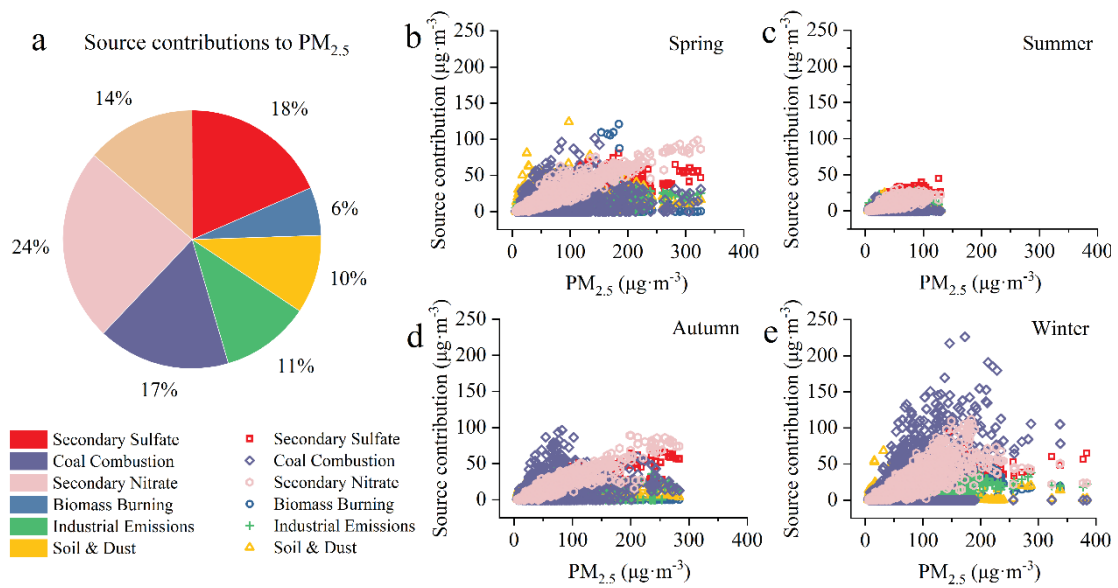 a
Source contributions to PM2.5
18%
6%
10%
11%
17%
24%
14%
Secondary Sulfate
Coal Combustion
Secondary Nitrate
Biomass Burning
Industrial Emissions
Soil & Dust
Secondary Sulfate
Coal Combustion
Secondary Nitrate
Biomass Burning
Industrial Emissions
Soil & Dust
b
Spring
Source contribution (μg·m-3)
250
200
150
100
50
0
0 100 200 300 400
PM2.5 (μg·m-3)
c
Summer
Source contribution (μg·m-3)
250
200
150
100
50
0
0 100 200 300 400
PM2.5 (μg·m-3)
d
Autumn
Source contribution (μg·m-3)
250
200
150
100
50
0
0 100 200 300 400
PM2.5 (μg·m-3)
e
Winter
Source contribution (μg·m-3)
250
200
150
100
50
0
0 100 200 300 400
PM2.5 (μg·m-3)